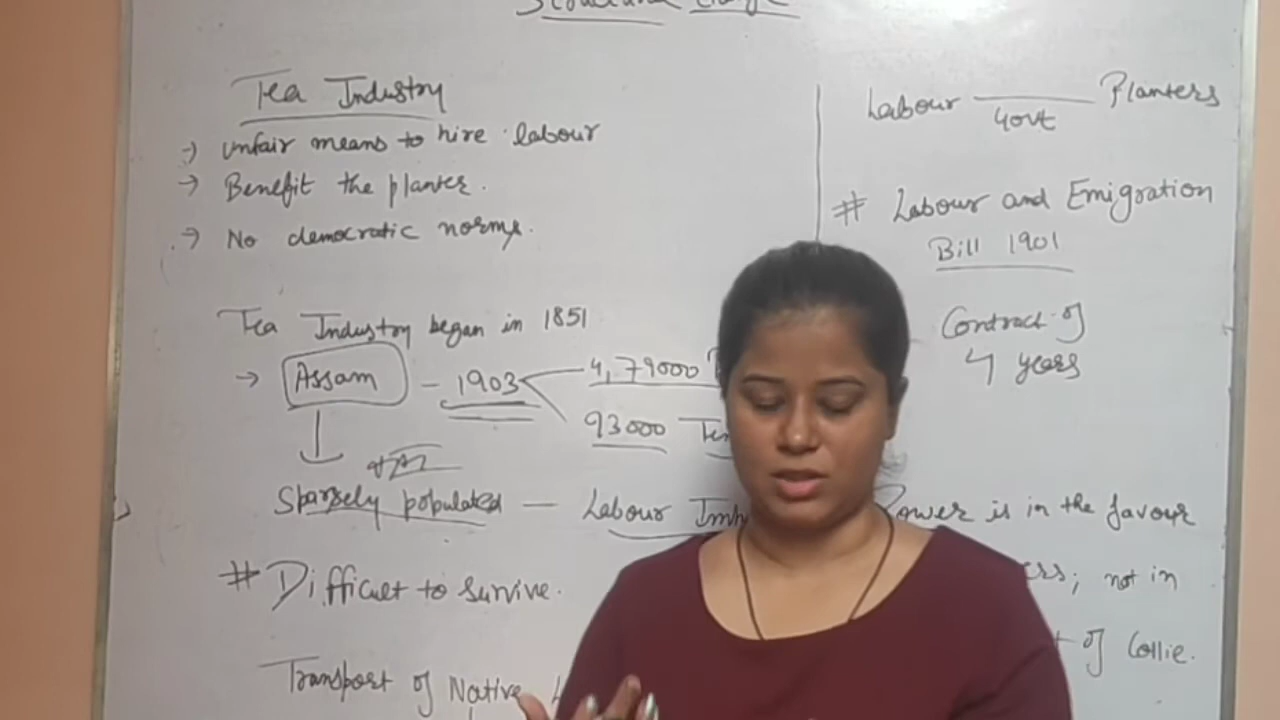 Structural Change
Tea Industry
→ Unfair means to hire labour
→ Benefit the planter.
→ No democratic norms.
Tea Industry began in 1851
→ Assam - 1903 4,79000
93000
Sparsely populated - Labour
# Difficult to survive.
Transport of Native
Labour Planters
Govt
# Labour and Emigration
Bill 1901
Contract of
4 years
Power is in the favour
not in
of Collie.